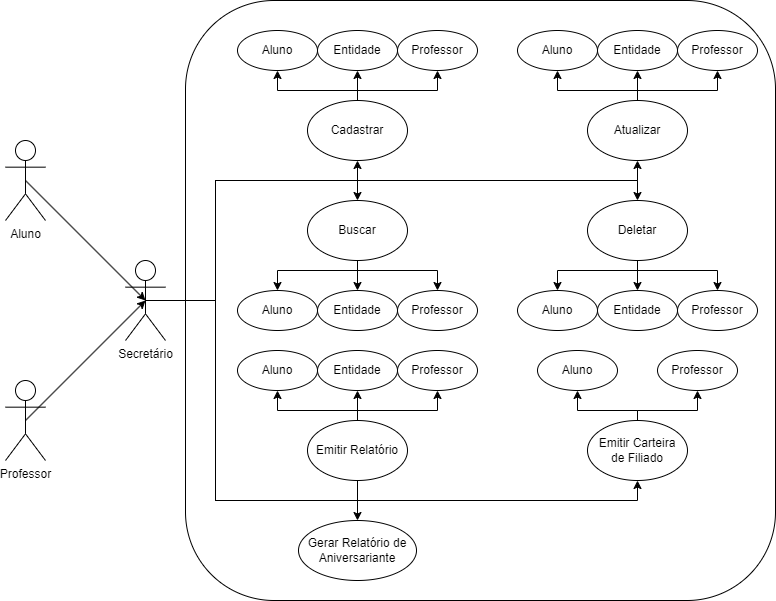 Aluno
Entidade
Professor
Aluno
Entidade
Professor
Cadastrar
Atualizar
Aluno
Buscar
Deletar
Secretário
Aluno
Entidade
Professor
Aluno
Entidade
Professor
Aluno
Entidade
Professor
Aluno
Professor
Professor
Emitir Relatório
Emitir Carteira
de Filiado
Gerar Relatório de
Aniversariante